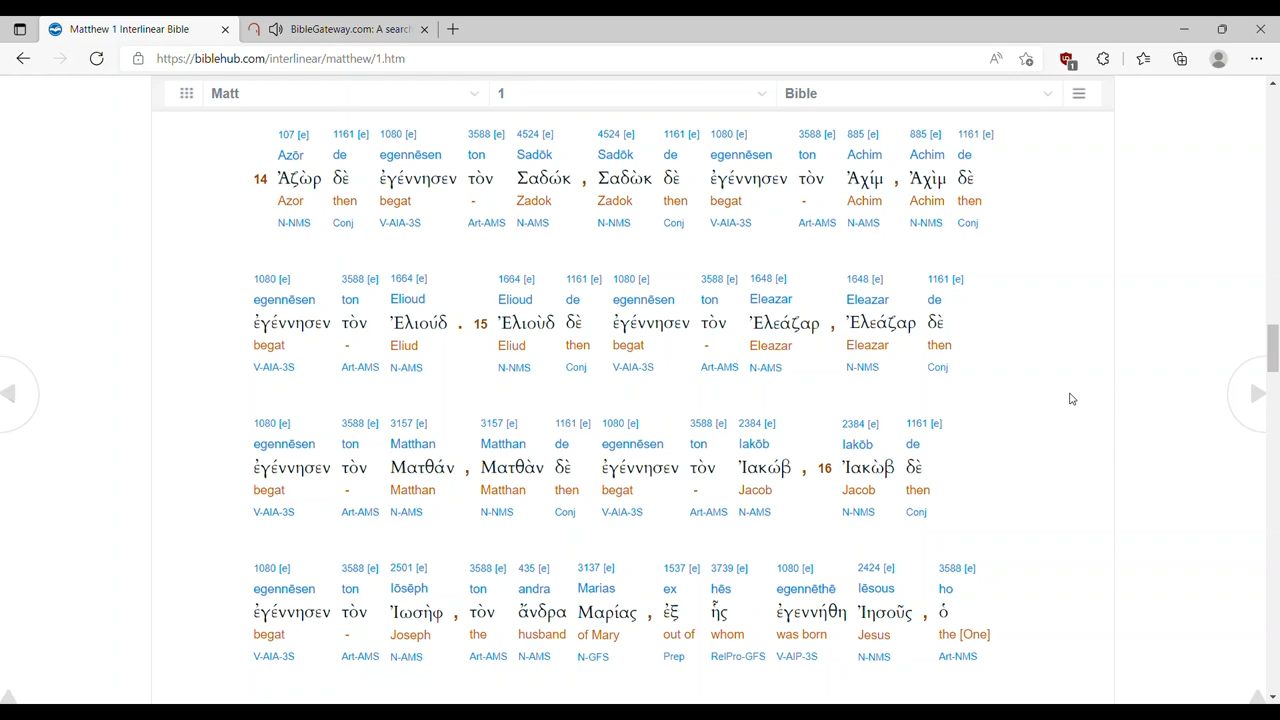 Matthew 1 Interlinear Bible
BibleGateway.com: A searc
https://biblehub.com/interlinear/matthew/1.htm
1
Matt 1 Bible
107 [e] 1161 [e] 1080 [e] 3588 [e] 4524 [e] 4524 [e] 1161 [e] 1080 [e] 3588 [e] 885 [e] 885 [e] 1161 [e]
Azōr de egennēsen ton Sadōk Sadōk de egennēsen ton Achim Achim de
14 Ἀζὼρ δὲ ἐγέννησεν τὸν Σαδώκ , Σαδὼκ δὲ ἐγέννησεν τὸν Ἀχίμ , Ἀχὶμ δὲ
Azor then begat - Zadok Zadok then begat - Achim Achim then
N-NMS Conj V-AIA-3S Art-AMS N-AMS N-NMS Conj V-AIA-3S Art-AMS N-AMS N-NMS Conj
1080 [e] 3588 [e] 1664 [e] 1664 [e] 1161 [e] 1080 [e] 3588 [e] 1648 [e] 1648 [e] 1161 [e]
egennēsen ton Elioud Elioud de egennēsen ton Eleazar Eleazar de
ἐγέννησεν τὸν Ἐλιούδ . 15 Ἐλιοὺδ δὲ ἐγέννησεν τὸν Ἐλεάζαρ , Ἐλεάζαρ δὲ
begat - Eliud Eliud then begat - Eleazar Eleazar then
V-AIA-3S Art-AMS N-AMS N-NMS Conj V-AIA-3S Art-AMS N-AMS N-NMS Conj
1080 [e] 3588 [e] 3157 [e] 3157 [e] 1161 [e] 1080 [e] 3588 [e] 2384 [e] 2384 [e] 1161 [e]
egennēsen ton Matthan Matthan de egennēsen ton Iakōb Iakōb de
ἐγέννησεν τὸν Ματθάν , Ματθὰν δὲ ἐγέννησεν τὸν Ἰακώβ , 16 Ἰακὼβ δὲ
begat - Matthan Matthan then begat - Jacob Jacob then
V-AIA-3S Art-AMS N-AMS N-NMS Conj V-AIA-3S Art-AMS N-AMS N-NMS Conj
1080 [e] 3588 [e] 2501 [e] 3588 [e] 435 [e] 3137 [e] 1537 [e] 3739 [e] 1080 [e] 2424 [e] 3588 [e]
egennēsen ton Iōsēph ton andra Marias ex hēs egennēthē Iēsous ho
ἐγέννησεν τὸν Ἰωσὴφ , τὸν ἄνδρα Μαρίας , ἐξ ἧς ἐγεννήθη Ἰησοῦς , ὁ
begat - Joseph the husband of Mary out of whom was born Jesus the [One]
V-AIA-3S Art-AMS N-AMS Art-AMS N-AMS N-GFS Prep RelPro-GFS V-AIP-3S N-NMS Art-NMS